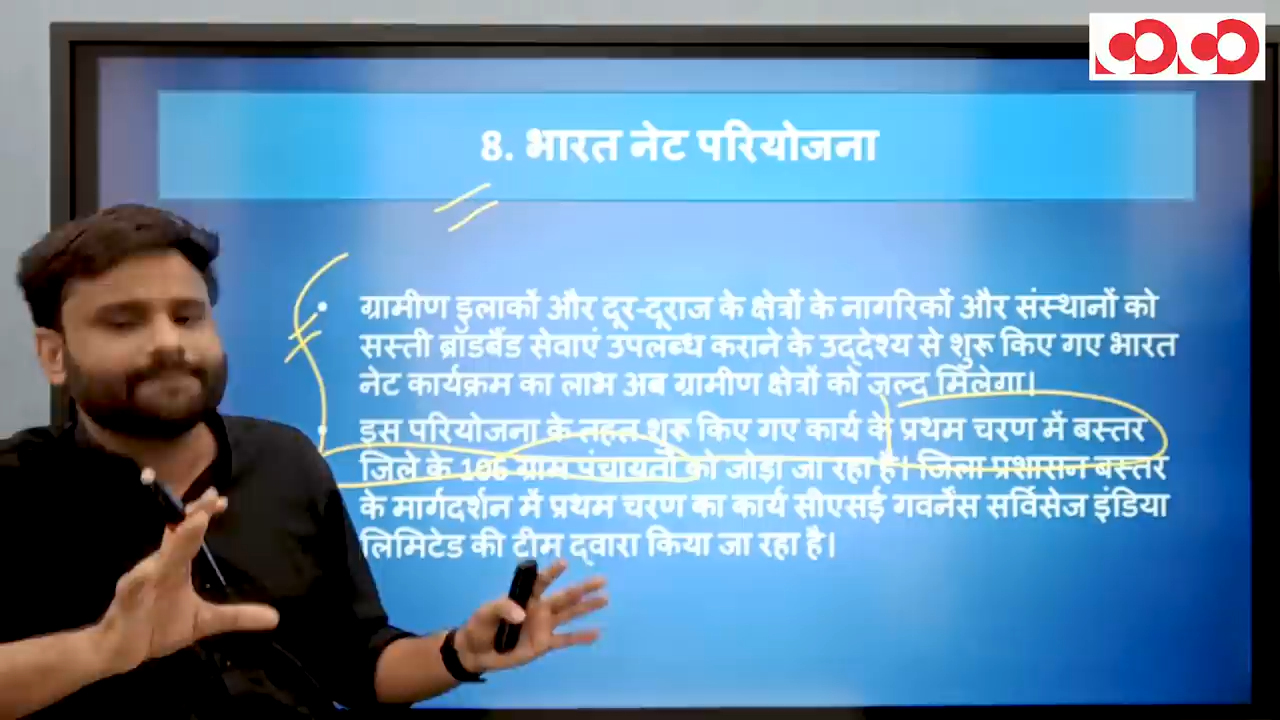 8. भारत नेट परियोजना
ग्रामीण इलाकों और दूर-दूराज के क्षेत्रों के नागरिकों और संस्थानों को
सस्ती ब्रॉडबैंड सेवाएं उपलब्ध कराने के उद्देश्य से शुरू किए गए भारत
नेट कार्यक्रम का लाभ अब ग्रामीण क्षेत्रों को जल्द मिलेगा।
इस परियोजना के तहत शुरू किए गए कार्य के प्रथम चरण में बस्तर
जिले के 106 ग्राम पंचायतों को जोड़ा जा रहा है। जिला प्रशासन बस्तर
के मार्गदर्शन में प्रथम चरण का कार्य सीएसई गवर्नेंस सर्विसेज इंडिया
लिमिटेड की टीम द्वारा किया जा रहा है।